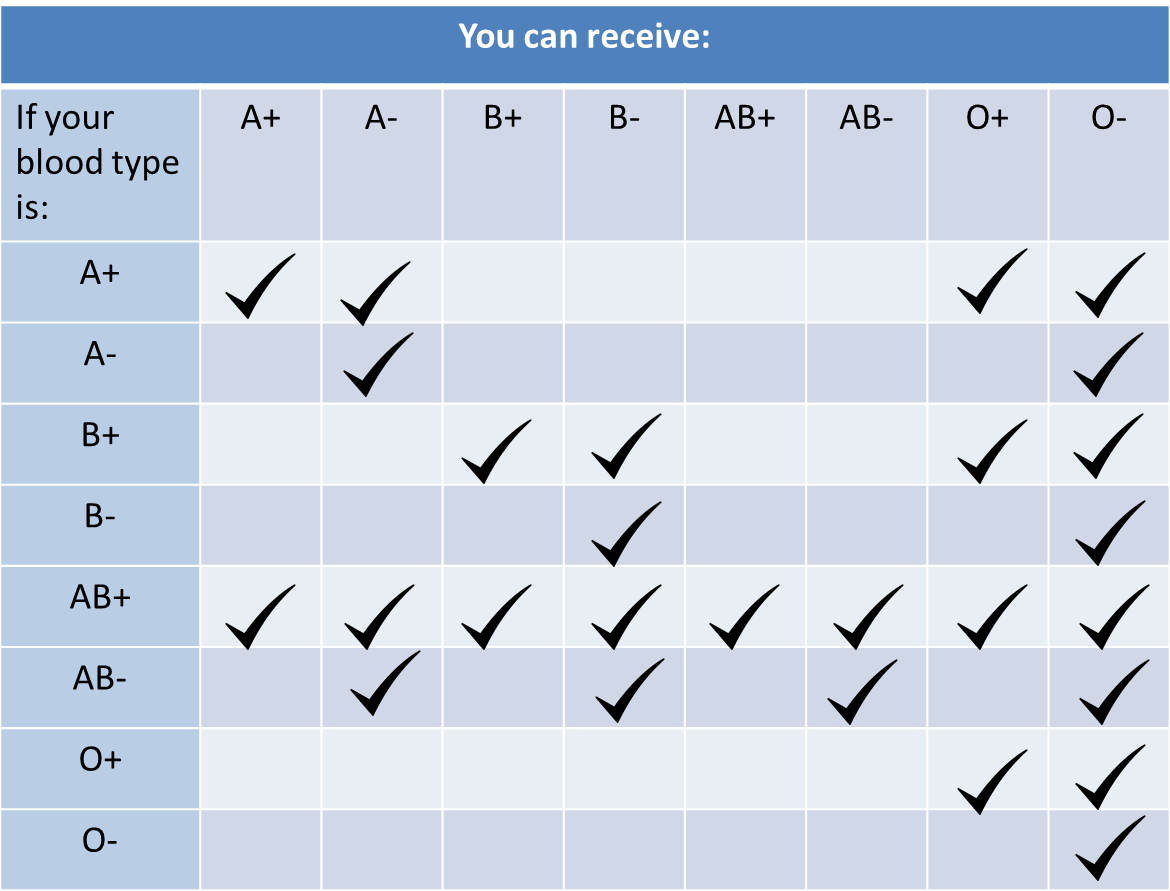 You can receive:
If your
blood type
is:
A+ A- B+ B- AB+ AB- O+ O-
A+ ✓ ✓ ✓ ✓
A- ✓ ✓
B+ ✓ ✓ ✓ ✓
B- ✓ ✓
AB+ ✓ ✓ ✓ ✓ ✓ ✓ ✓ ✓
AB- ✓ ✓ ✓ ✓
O+ ✓ ✓
O- ✓